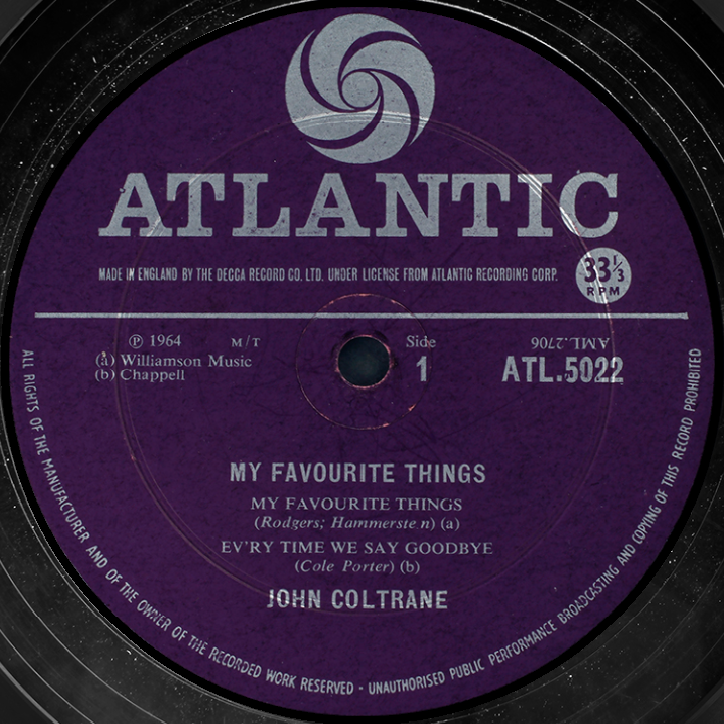 ATLANTIC
MADE IN ENGLAND BY THE DECCA RECORD CO. LTD. UNDER LICENSE FROM ATLANTIC RECORDING CORP.
33 1/3
RPM
℗ 1964 M/T
(a) Williamson Music
(b) Chappell
Side
1
AML.2706
ATL.5022
MY FAVOURITE THINGS
MY FAVOURITE THINGS
(Rodgers; Hammerste n) (a)
EV'RY TIME WE SAY GOODBYE
(Cole Porter) (b)
JOHN COLTRANE
ALL RIGHTS OF THE MANUFACTURER AND OF THE OWNER OF THE RECORDED WORK RESERVED - UNAUTHORISED PUBLIC PERFORMANCE BROADCASTING AND COPYING OF THIS RECORD PROHIBITED